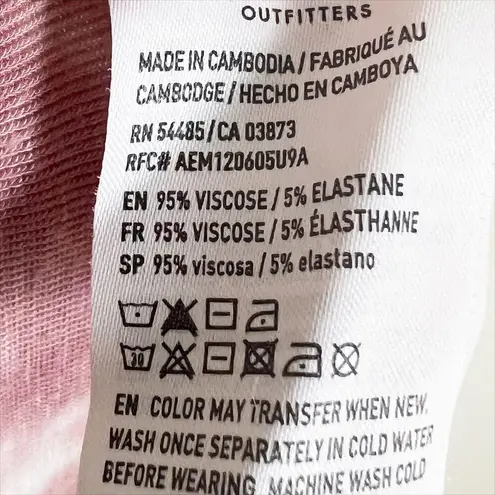 OUTFITTERS
MADE IN CAMBODIA / FABRIQUÉ AU
CAMBODGE / HECHO EN CAMBOYA
RN 54485 / CA 03873
RFC# AEM120605U9A
EN 95% VISCOSE / 5% ELASTANE
FR 95% VISCOSE / 5% ÉLASTHANNE
SP 95% viscosa / 5% elastano
30
EN COLOR MAY TRANSFER WHEN NEW.
WASH ONCE SEPARATELY IN COLD WATER
BEFORE WEARING. MACHINE WASH COLD